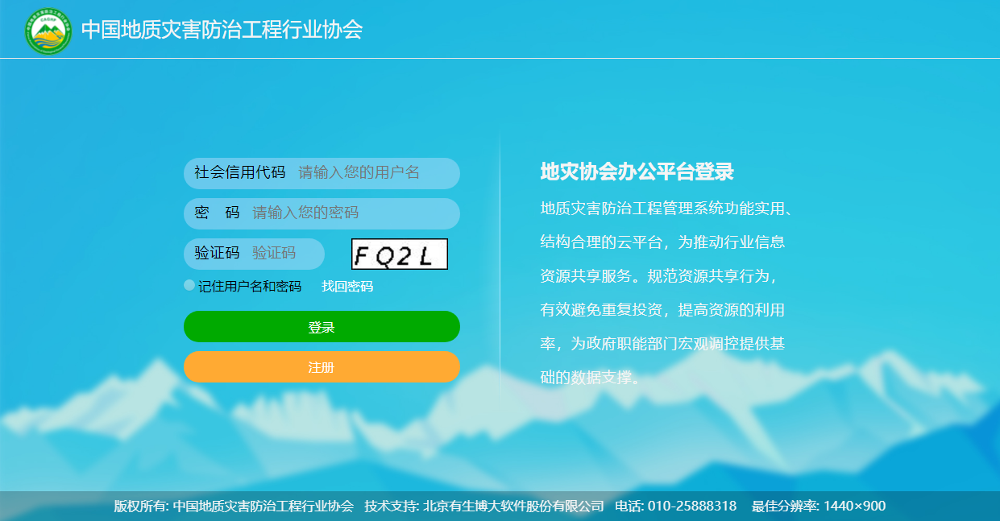 中国地质灾害防治工程行业协会
社会信用代码 请输入您的用户名
密 码 请输入您的密码
验证码 验证码 FQ2L
记住用户名和密码 找回密码
登录
注册
地灾协会办公平台登录
地质灾害防治工程管理系统功能实用、
结构合理的云平台，为推动行业信息
资源共享服务。规范资源共享行为，
有效避免重复投资，提高资源的利用
率，为政府职能部门宏观调控提供基
础的数据支撑。
版权所有: 中国地质灾害防治工程行业协会 技术支持: 北京有生博大软件股份有限公司 电话: 010-25888318 最佳分辨率: 1440×900